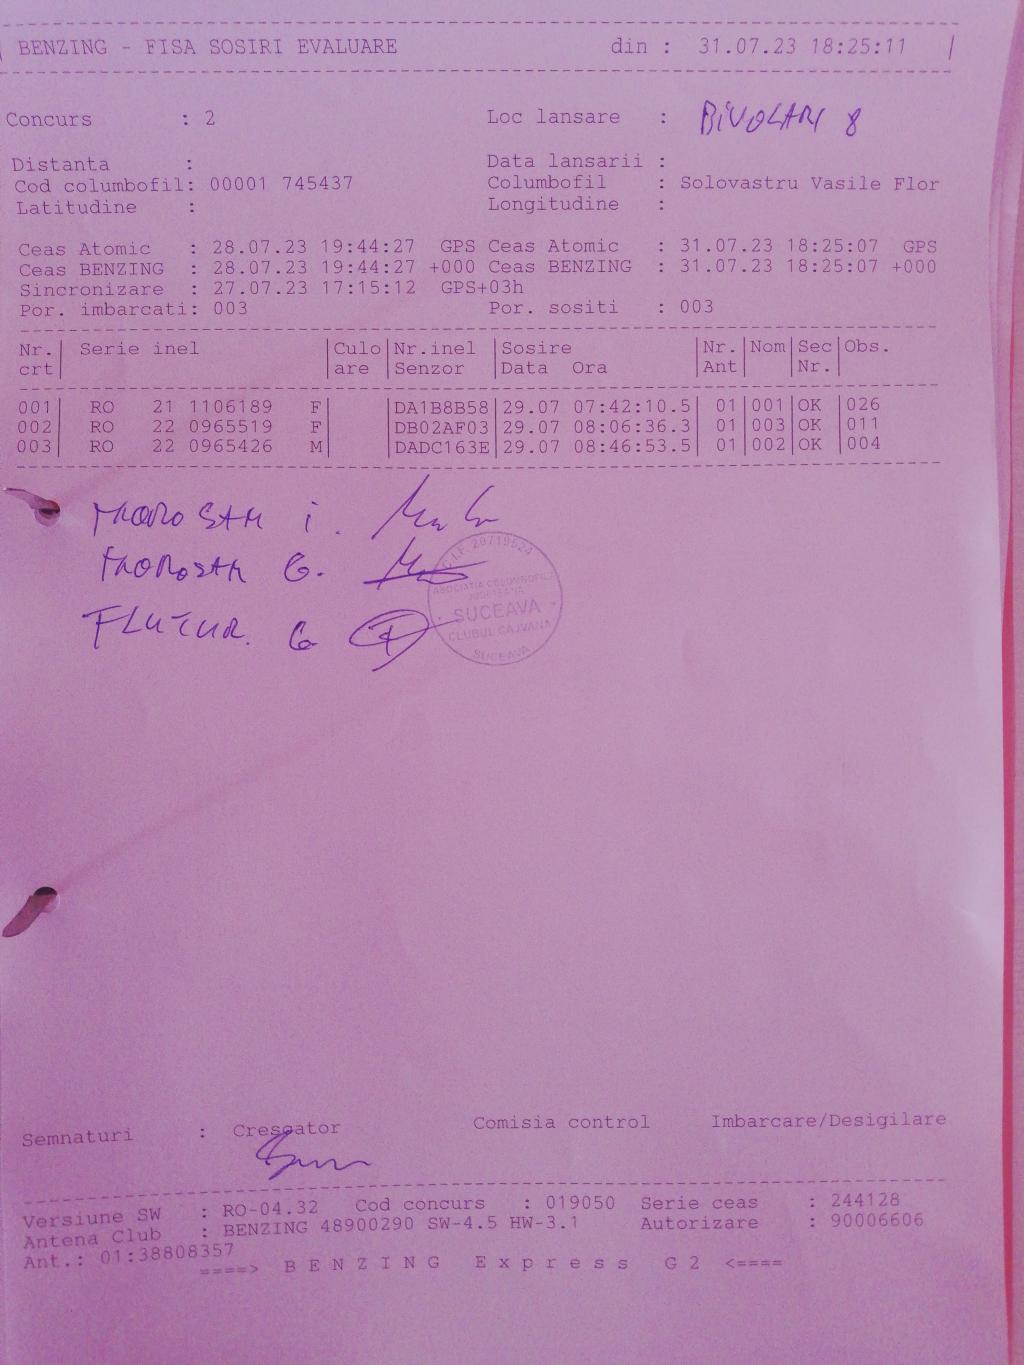 BENZING - FISA SOSIRI EVALUARE din : 31.07.23 18:25:11
Concurs : 2 Loc lansare : BIVOLARI 8
Distanta : Data lansarii :
Cod columbofil: 00001 745437 Columbofil : Solovastru Vasile Flor
Latitudine : Longitudine :
Ceas Atomic : 28.07.23 19:44:27 GPS Ceas Atomic : 31.07.23 18:25:07 GPS
Ceas BENZING : 28.07.23 19:44:27 +000 Ceas BENZING : 31.07.23 18:25:07 +000
Sincronizare : 27.07.23 17:15:12 GPS+03h
Por. imbarcati: 003 Por. sositi : 003
Nr. Serie inel Culo Nr.inel Sosire Nr. Nom Sec Obs.
crt are Senzor Data Ora Ant Nr.
001 RO 21 1106189 F DA1B8B58 29.07 07:42:10.5 01 001 OK 026
002 RO 22 0965519 F DB02AF03 29.07 08:06:36.3 01 003 OK 011
003 RO 22 0965426 M DADC163E 29.07 08:46:53.5 01 002 OK 004
MOROSAN I.
MOROSAN G.
FLUTUR. G
C.I.F. 28719524
ASOCIATIA COLUMBOFILA
JUDETEANA
SUCEAVA
CLUBUL CAJVANA
SUCEAVA
Semnaturi : Crescator Comisia control Imbarcare/Desigilare
Versiune SW : RO-04.32 Cod concurs : 019050 Serie ceas : 244128
Antena Club : BENZING 48900290 SW-4.5 HW-3.1 Autorizare : 90006606
Ant.: 01:38808357
====> B E N Z I N G E x p r e s s G 2 <====